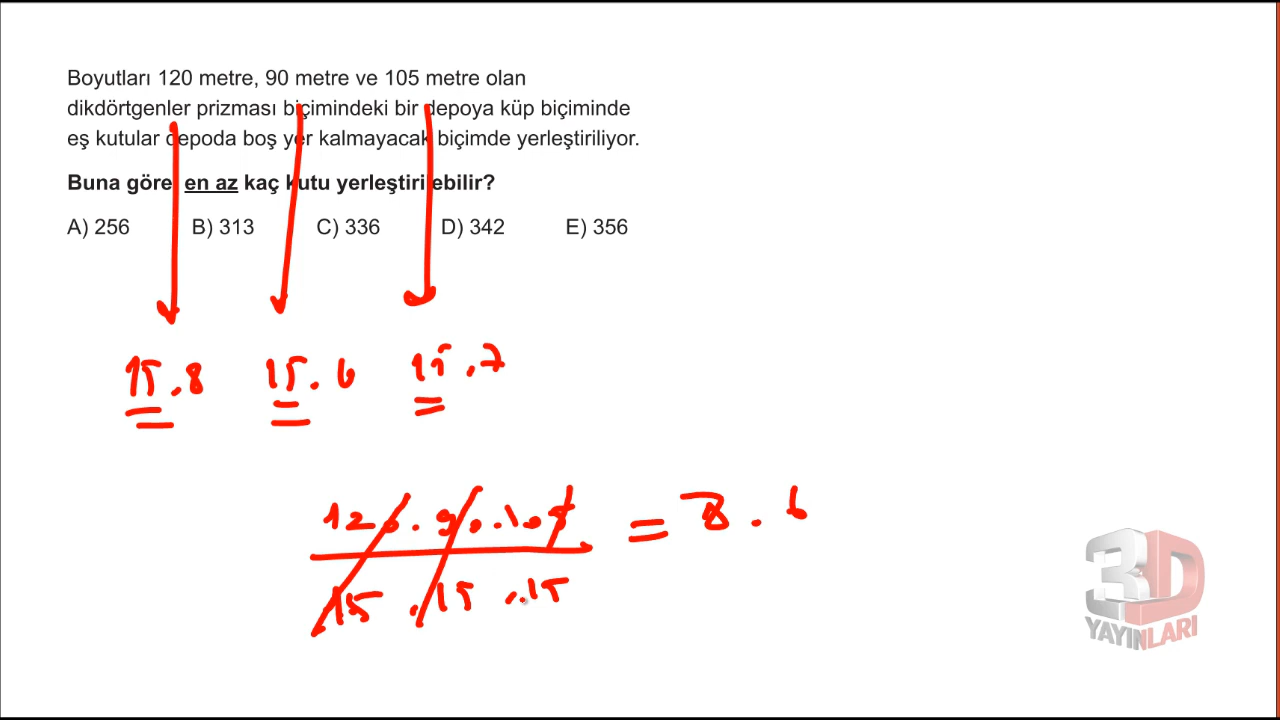 Boyutları 120 metre, 90 metre ve 105 metre olan
dikdörtgenler prizması biçimindeki bir depoya küp biçiminde
eş kutular depoda boş yer kalmayacak biçimde yerleştiriliyor.
Buna göre, en az kaç kutu yerleştirilebilir?
A) 256 B) 313 C) 336 D) 342 E) 356
15.8 15.6 15.7
120.90.105 = 8.6
15.15.15
3D
YAYINLARI